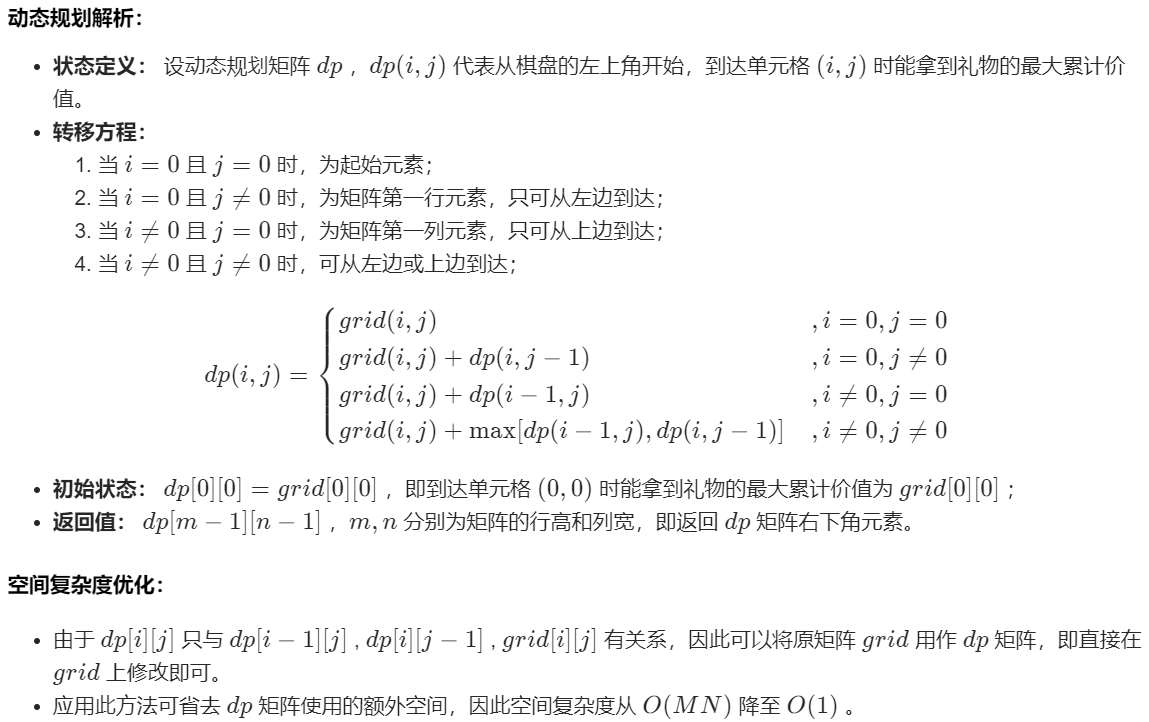 动态规划解析：
• 状态定义： 设动态规划矩阵 dp ，dp(i, j) 代表从棋盘的左上角开始，到达单元格 (i, j) 时能拿到礼物的最大累计价
值。
• 转移方程：
1. 当 i = 0 且 j = 0 时，为起始元素；
2. 当 i = 0 且 j ≠ 0 时，为矩阵第一行元素，只可从左边到达；
3. 当 i ≠ 0 且 j = 0 时，为矩阵第一列元素，只可从上边到达；
4. 当 i ≠ 0 且 j ≠ 0 时，可从左边或上边到达；
grid(i, j) , i = 0, j = 0
grid(i, j) + dp(i, j − 1) , i = 0, j ≠ 0
dp(i, j) = {
grid(i, j) + dp(i − 1, j) , i ≠ 0, j = 0
grid(i, j) + max[dp(i − 1, j), dp(i, j − 1)] , i ≠ 0, j ≠ 0
• 初始状态： dp[0][0] = grid[0][0] ，即到达单元格 (0, 0) 时能拿到礼物的最大累计价值为 grid[0][0] ；
• 返回值： dp[m − 1][n − 1] ，m, n 分别为矩阵的行高和列宽，即返回 dp 矩阵右下角元素。
空间复杂度优化：
• 由于 dp[i][j] 只与 dp[i − 1][j] , dp[i][j − 1] , grid[i][j] 有关系，因此可以将原矩阵 grid 用作 dp 矩阵，即直接在
grid 上修改即可。
• 应用此方法可省去 dp 矩阵使用的额外空间，因此空间复杂度从 O(MN) 降至 O(1) 。